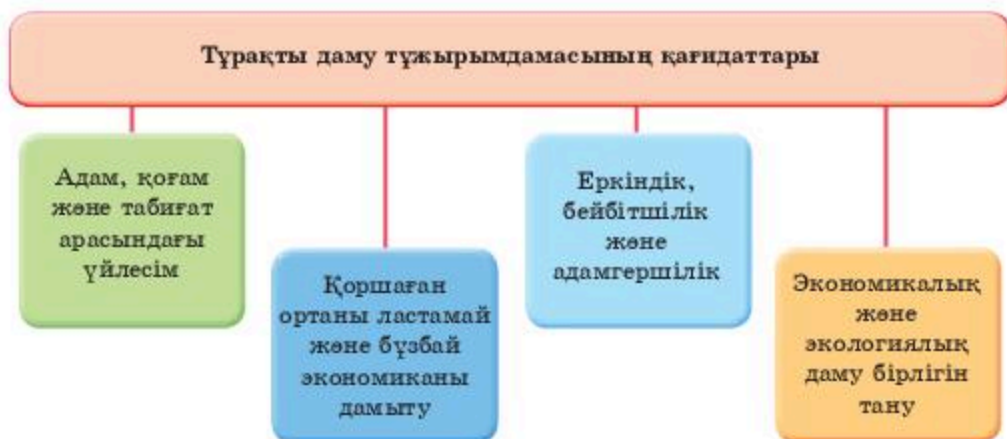 Тұрақты даму тұжырымдамасының қағидаттары
Адам, қоғам
және табиғат
арасындағы
үйлесім
Қоршаған
ортаны ластамай
және бұзбай
экономиканы
дамыту
Еркіндік,
бейбітшілік
және
адамгершілік
Экономикалық
және
экологиялық
даму бірлігін
тану